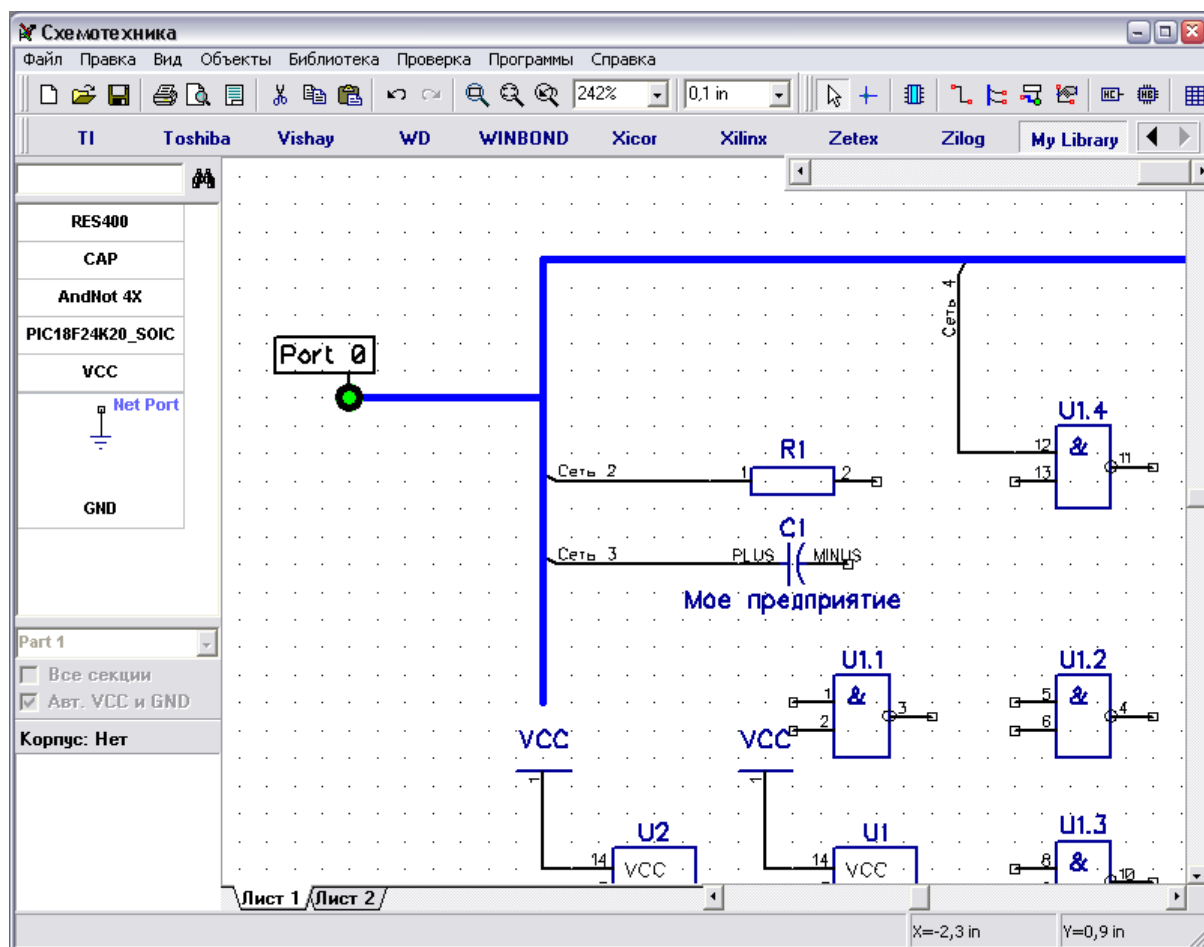 Схемотехника
Файл Правка Вид Объекты Библиотека Проверка Программы Справка
242% 0,1 in
TI Toshiba Vishay WD WINBOND Xicor Xilinx Zetex Zilog My Library
RES400
CAP
AndNot 4X
PIC18F24K20_SOIC
VCC
Net Port
GND
Part 1
Все секции
Авт. VCC и GND
Корпус: Нет
Сеть 4
Port 0
U1.4
12 & 11
13
R1
Сеть 2 1 2
C1
Сеть 3 PLUS MINUS
Мое предприятие
U1.1 U1.2
1 & 3 5 & 4
2 6
VCC VCC
1 1
U2 U1 U1.3
14 VCC 14 VCC 8 & 10
Лист 1 Лист 2
X=-2,3 in Y=0,9 in